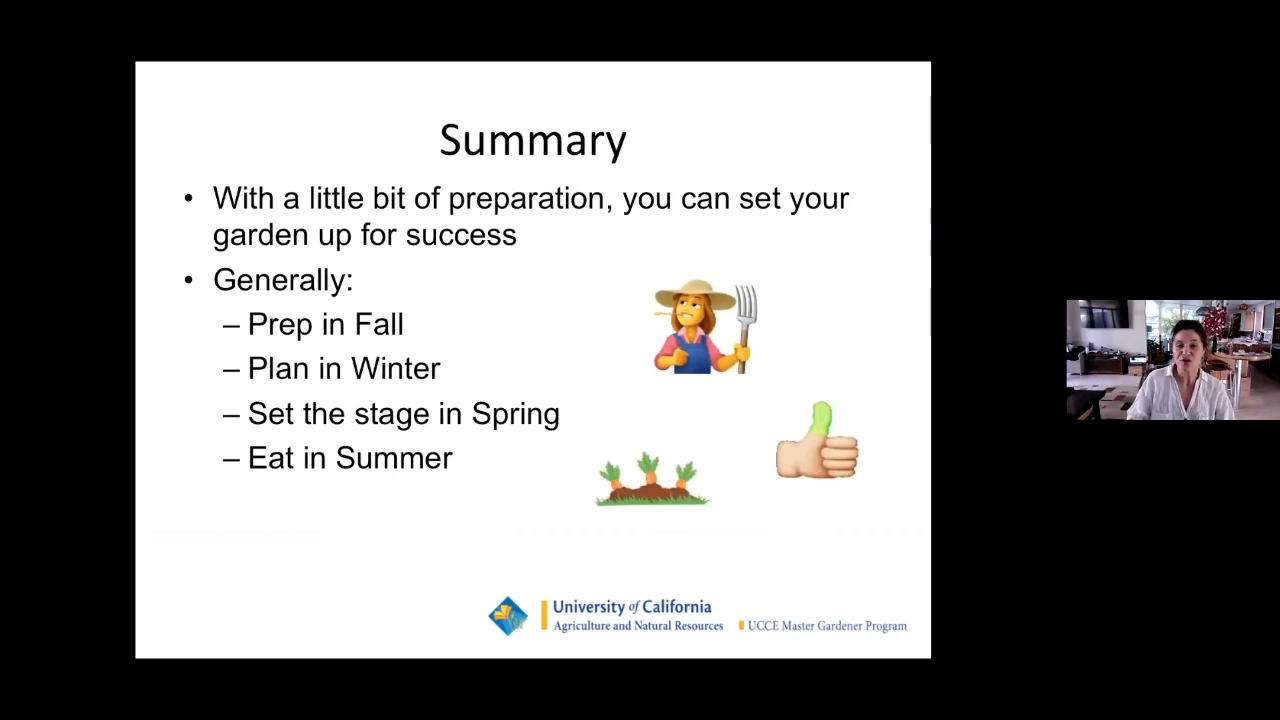 Summary
• With a little bit of preparation, you can set your
garden up for success
• Generally:
– Prep in Fall
– Plan in Winter
– Set the stage in Spring
– Eat in Summer
University of California
Agriculture and Natural Resources
UCCE Master Gardener Program